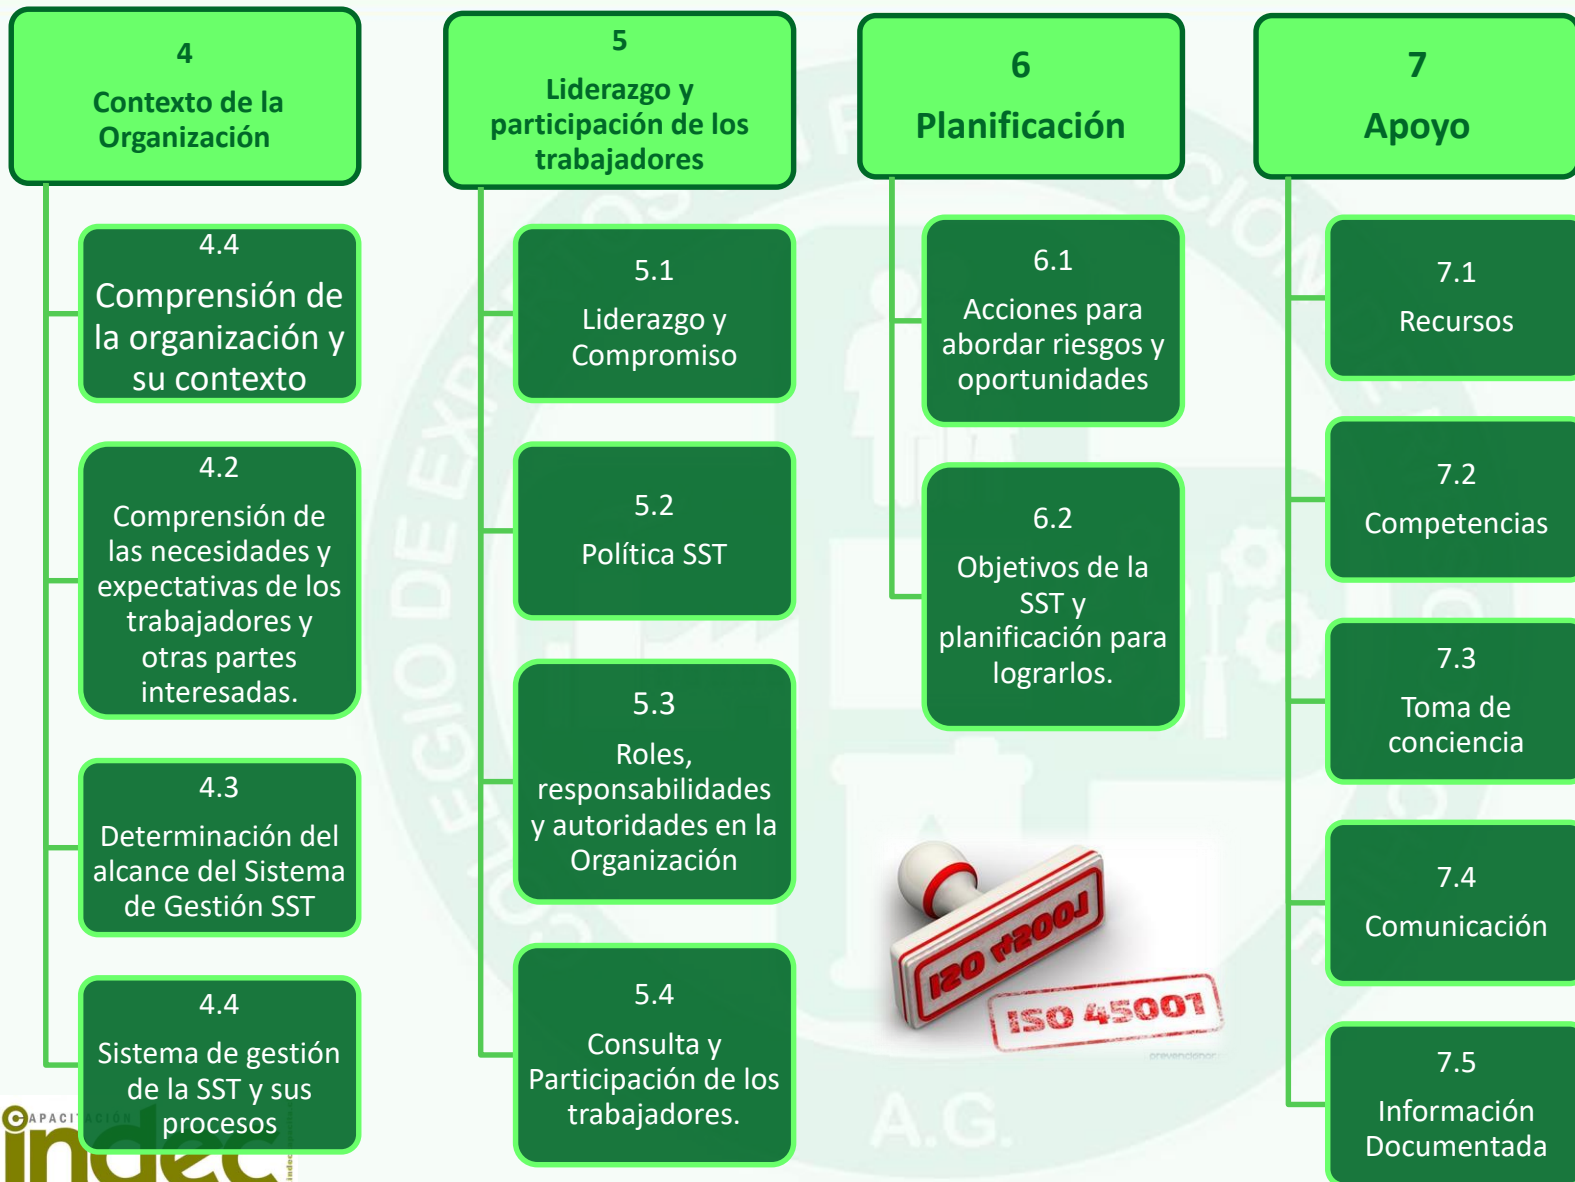 4
Contexto de la
Organización
4.4
Comprensión de
la organización y
su contexto
4.2
Comprensión de
las necesidades y
expectativas de los
trabajadores y
otras partes
interesadas.
4.3
Determinación del
alcance del Sistema
de Gestión SST
4.4
Sistema de gestión
de la SST y sus
procesos
5
Liderazgo y
participación de los
trabajadores
5.1
Liderazgo y
Compromiso
5.2
Política SST
5.3
Roles,
responsabilidades
y autoridades en la
Organización
5.4
Consulta y
Participación de los
trabajadores.
6
Planificación
6.1
Acciones para
abordar riesgos y
oportunidades
6.2
Objetivos de la
SST y
planificación para
lograrlos.
7
Apoyo
7.1
Recursos
7.2
Competencias
7.3
Toma de
conciencia
7.4
Comunicación
7.5
Información
Documentada
ISO 45001
ISO 45001
prevencionar
CAPACITACIÓN
indec
COLEGIO DE EXPERTOS
A.G.